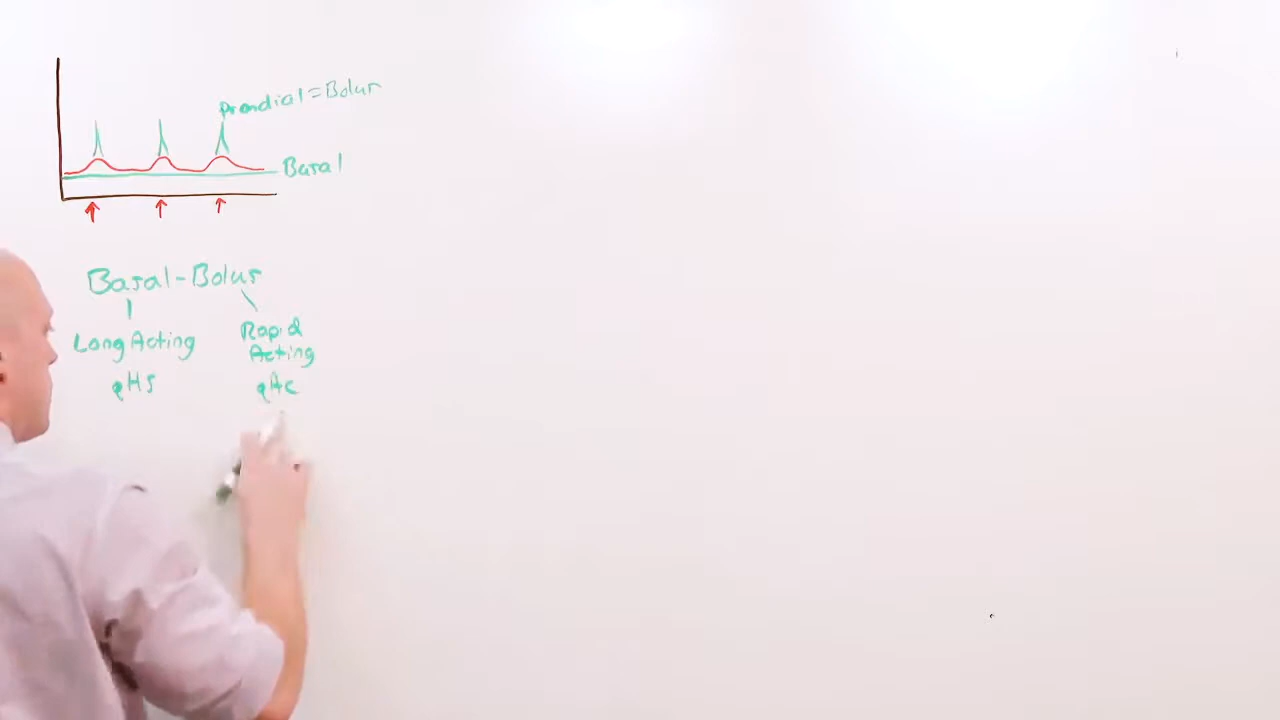 Prandial=Bolus
Basal
Basal-Bolus
Long Acting
Rapid
Acting
qHS
qAc